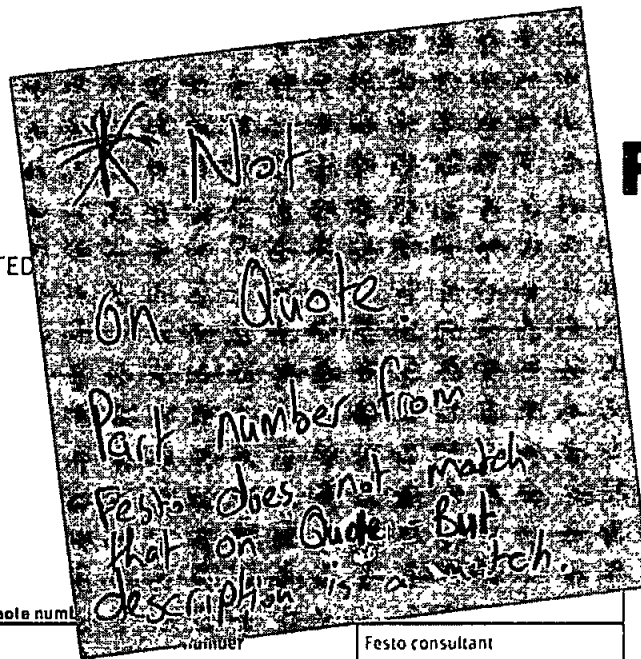 * Not
on Quote.
Part number from
Festo does not match
that on Quote. But
description is a match.
TED
Festo consultant